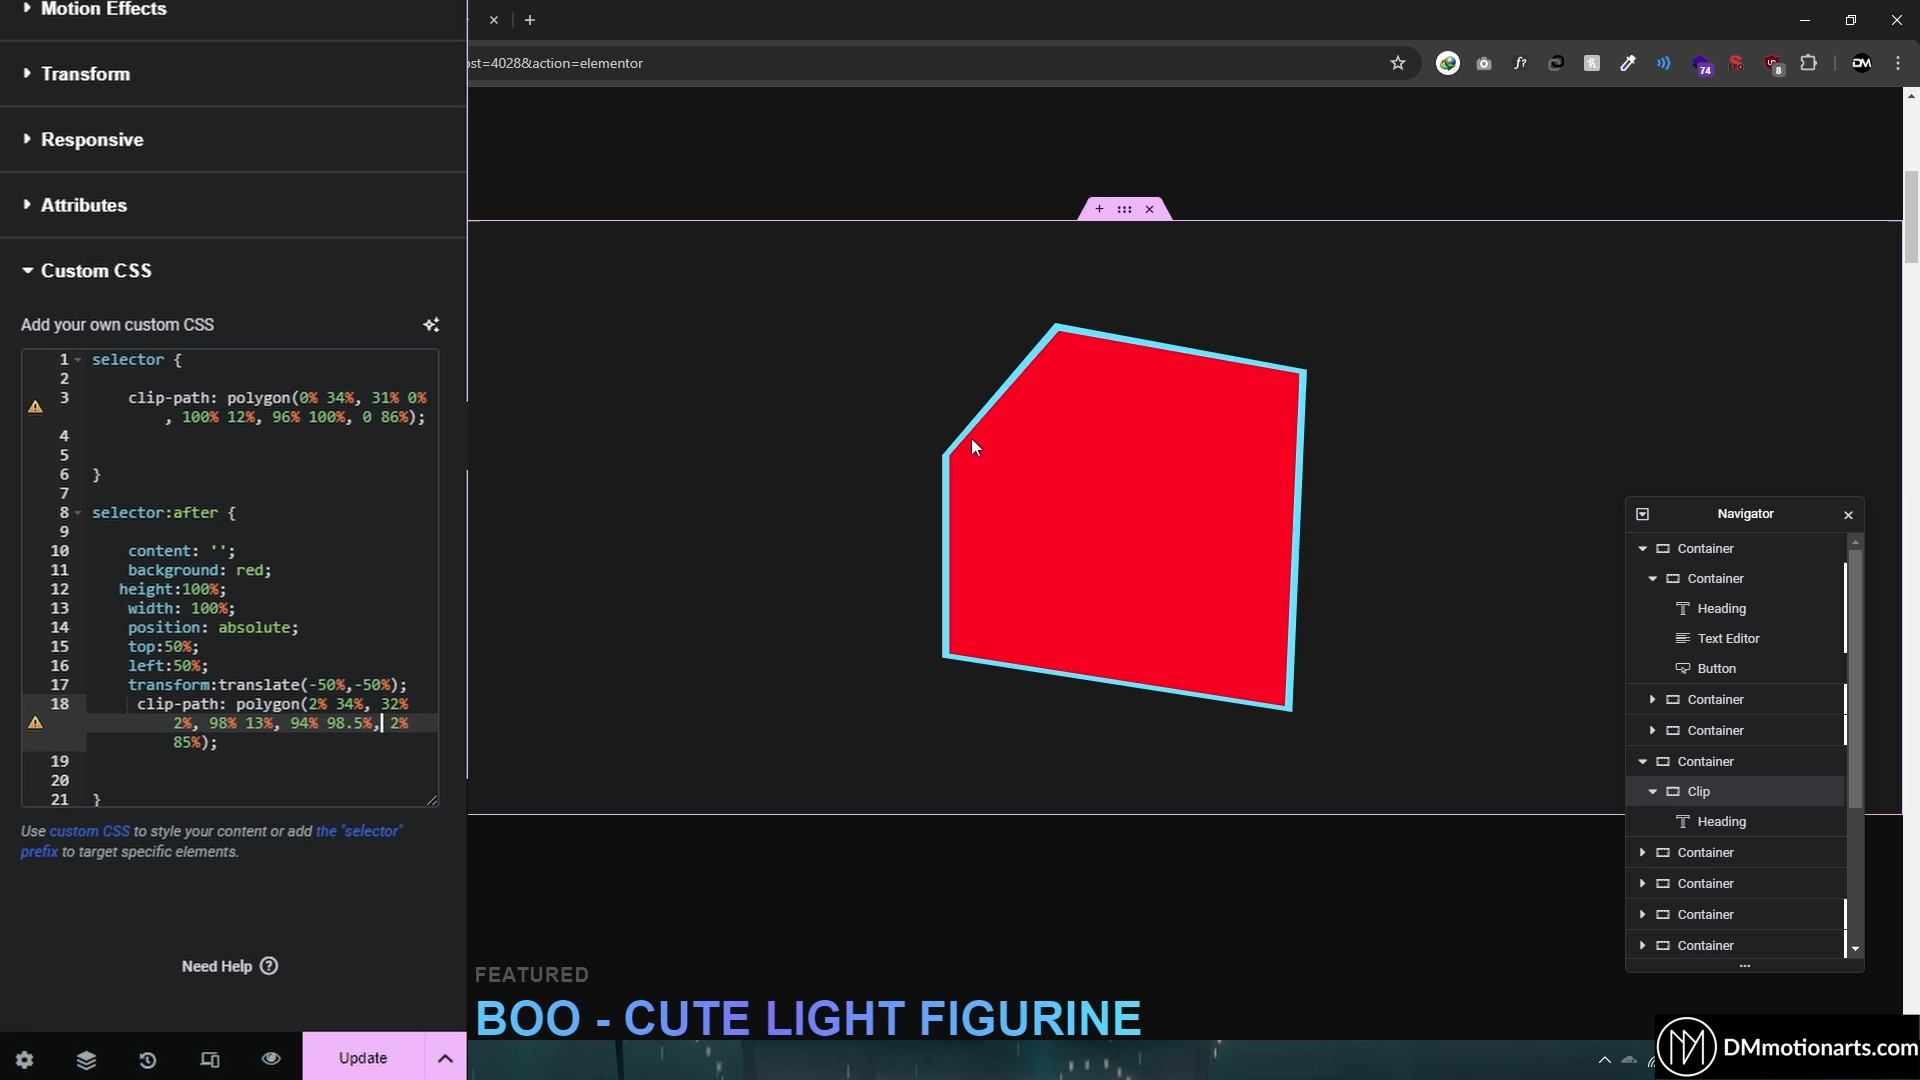 Motion Effects
Transform
Responsive
Attributes
Custom CSS
Add your own custom CSS
1 selector {
2
3 clip-path: polygon(0% 34%, 31% 0%
, 100% 12%, 96% 100%, 0 86%);
4
5
6 }
7
8 selector:after {
9
10 content: '';
11 background: red;
12 height:100%;
13 width: 100%;
14 position: absolute;
15 top:50%;
16 left:50%;
17 transform:translate(-50%,-50%);
18 clip-path: polygon(2% 34%, 32%
2%, 98% 13%, 94% 98.5%, 2%
85%);
19
20
21 }
Use custom CSS to style your content or add the "selector"
prefix to target specific elements.
Need Help
Update
st=4028&action=elementor
f?
74
8
DM
Navigator
Container
Container
Heading
Text Editor
Button
Container
Container
Container
Clip
Heading
Container
Container
Container
Container
FEATURED
BOO - CUTE LIGHT FIGURINE
DMmotionarts.com